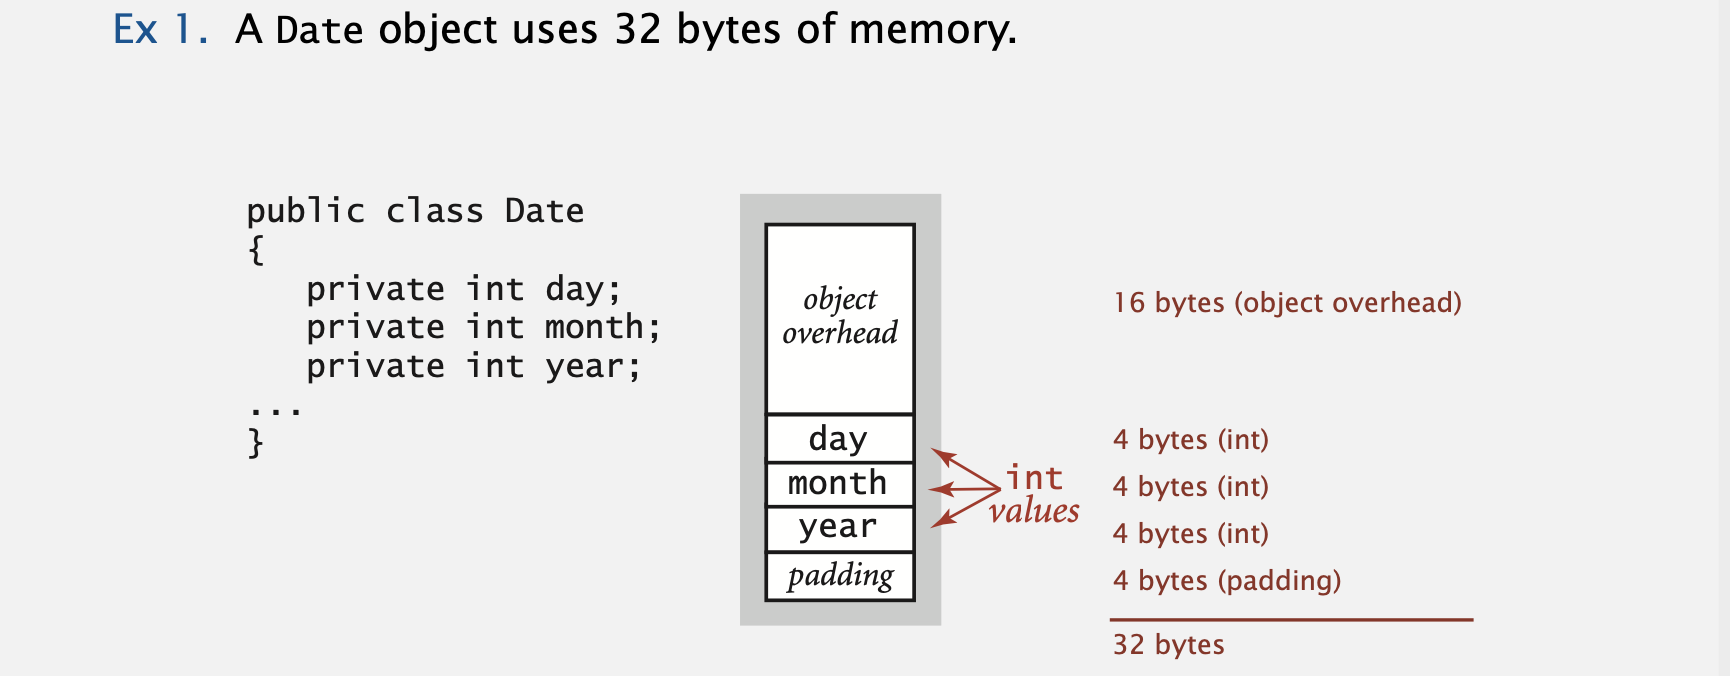 Ex 1. A Date object uses 32 bytes of memory.
public class Date
{
   private int day;
   private int month;
   private int year;
...
}
object
overhead
day
month
year
padding
int
values
16 bytes (object overhead)
4 bytes (int)
4 bytes (int)
4 bytes (int)
4 bytes (padding)
32 bytes